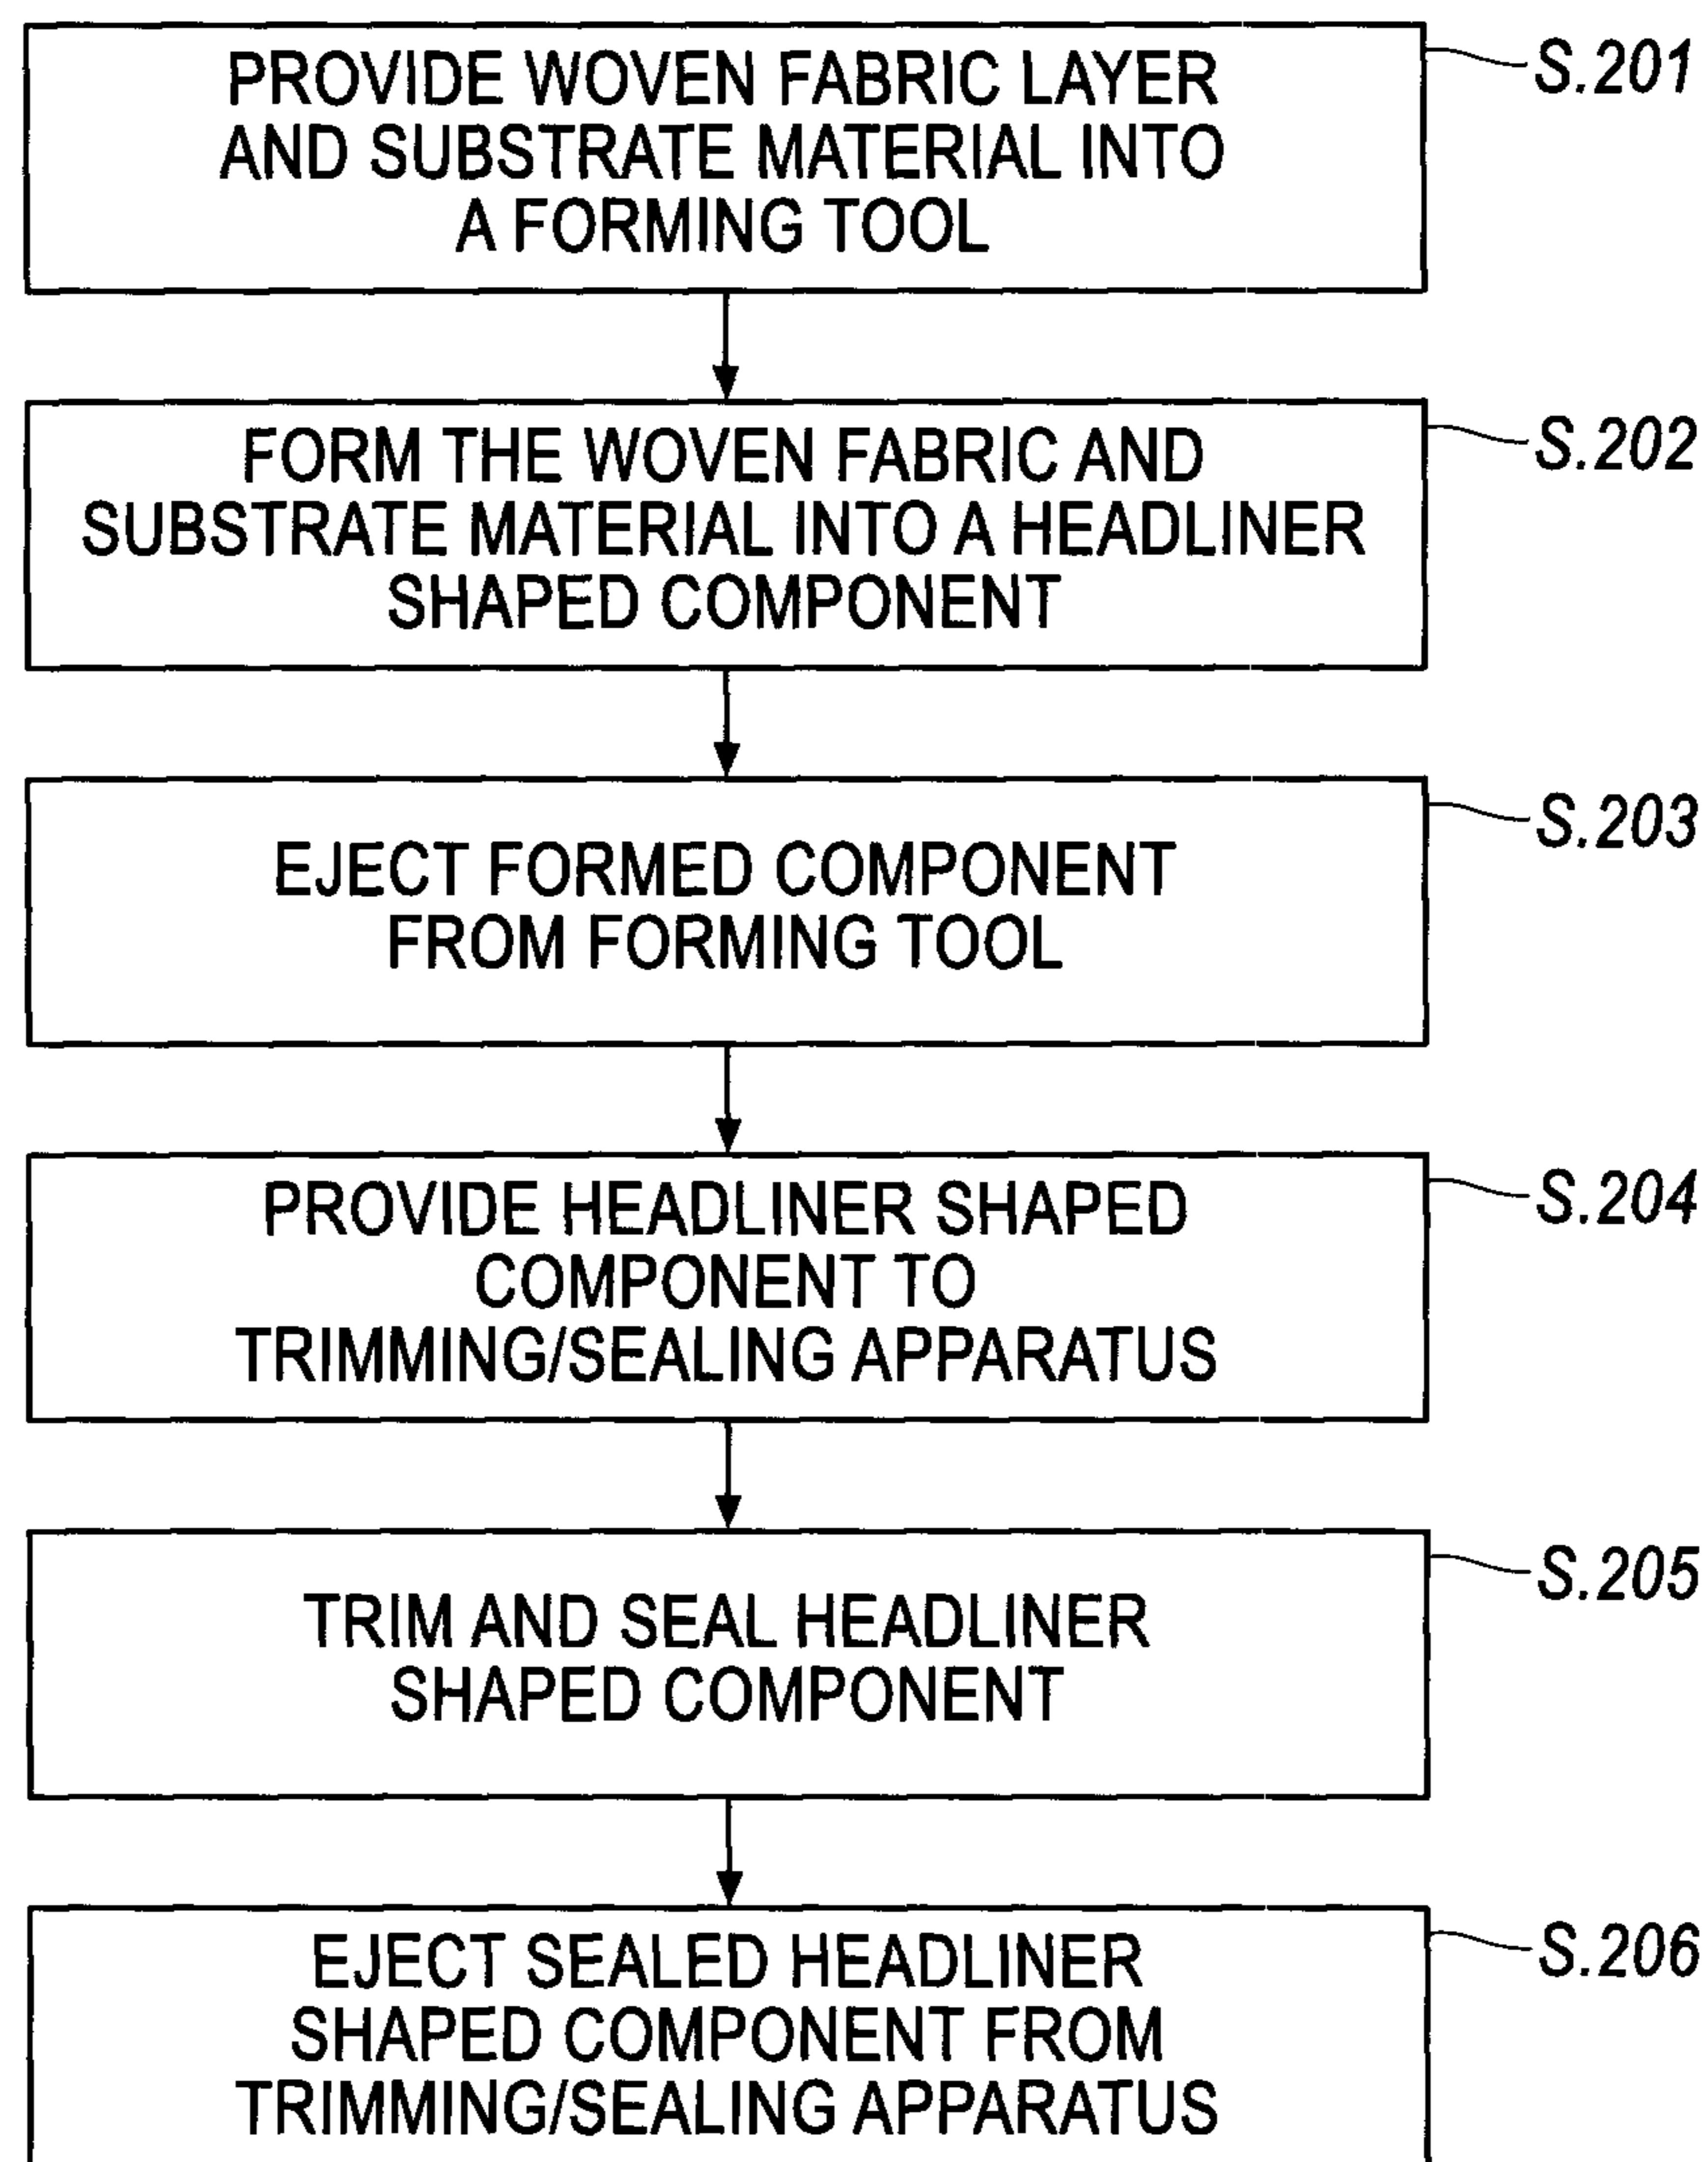 PROVIDE WOVEN FABRIC LAYER
AND SUBSTRATE MATERIAL INTO
A FORMING TOOL
S.201
FORM THE WOVEN FABRIC AND
SUBSTRATE MATERIAL INTO A HEADLINER
SHAPED COMPONENT
S.202
EJECT FORMED COMPONENT
FROM FORMING TOOL
S.203
PROVIDE HEADLINER SHAPED
COMPONENT TO
TRIMMING/SEALING APPARATUS
S.204
TRIM AND SEAL HEADLINER
SHAPED COMPONENT
S.205
EJECT SEALED HEADLINER
SHAPED COMPONENT FROM
TRIMMING/SEALING APPARATUS
S.206